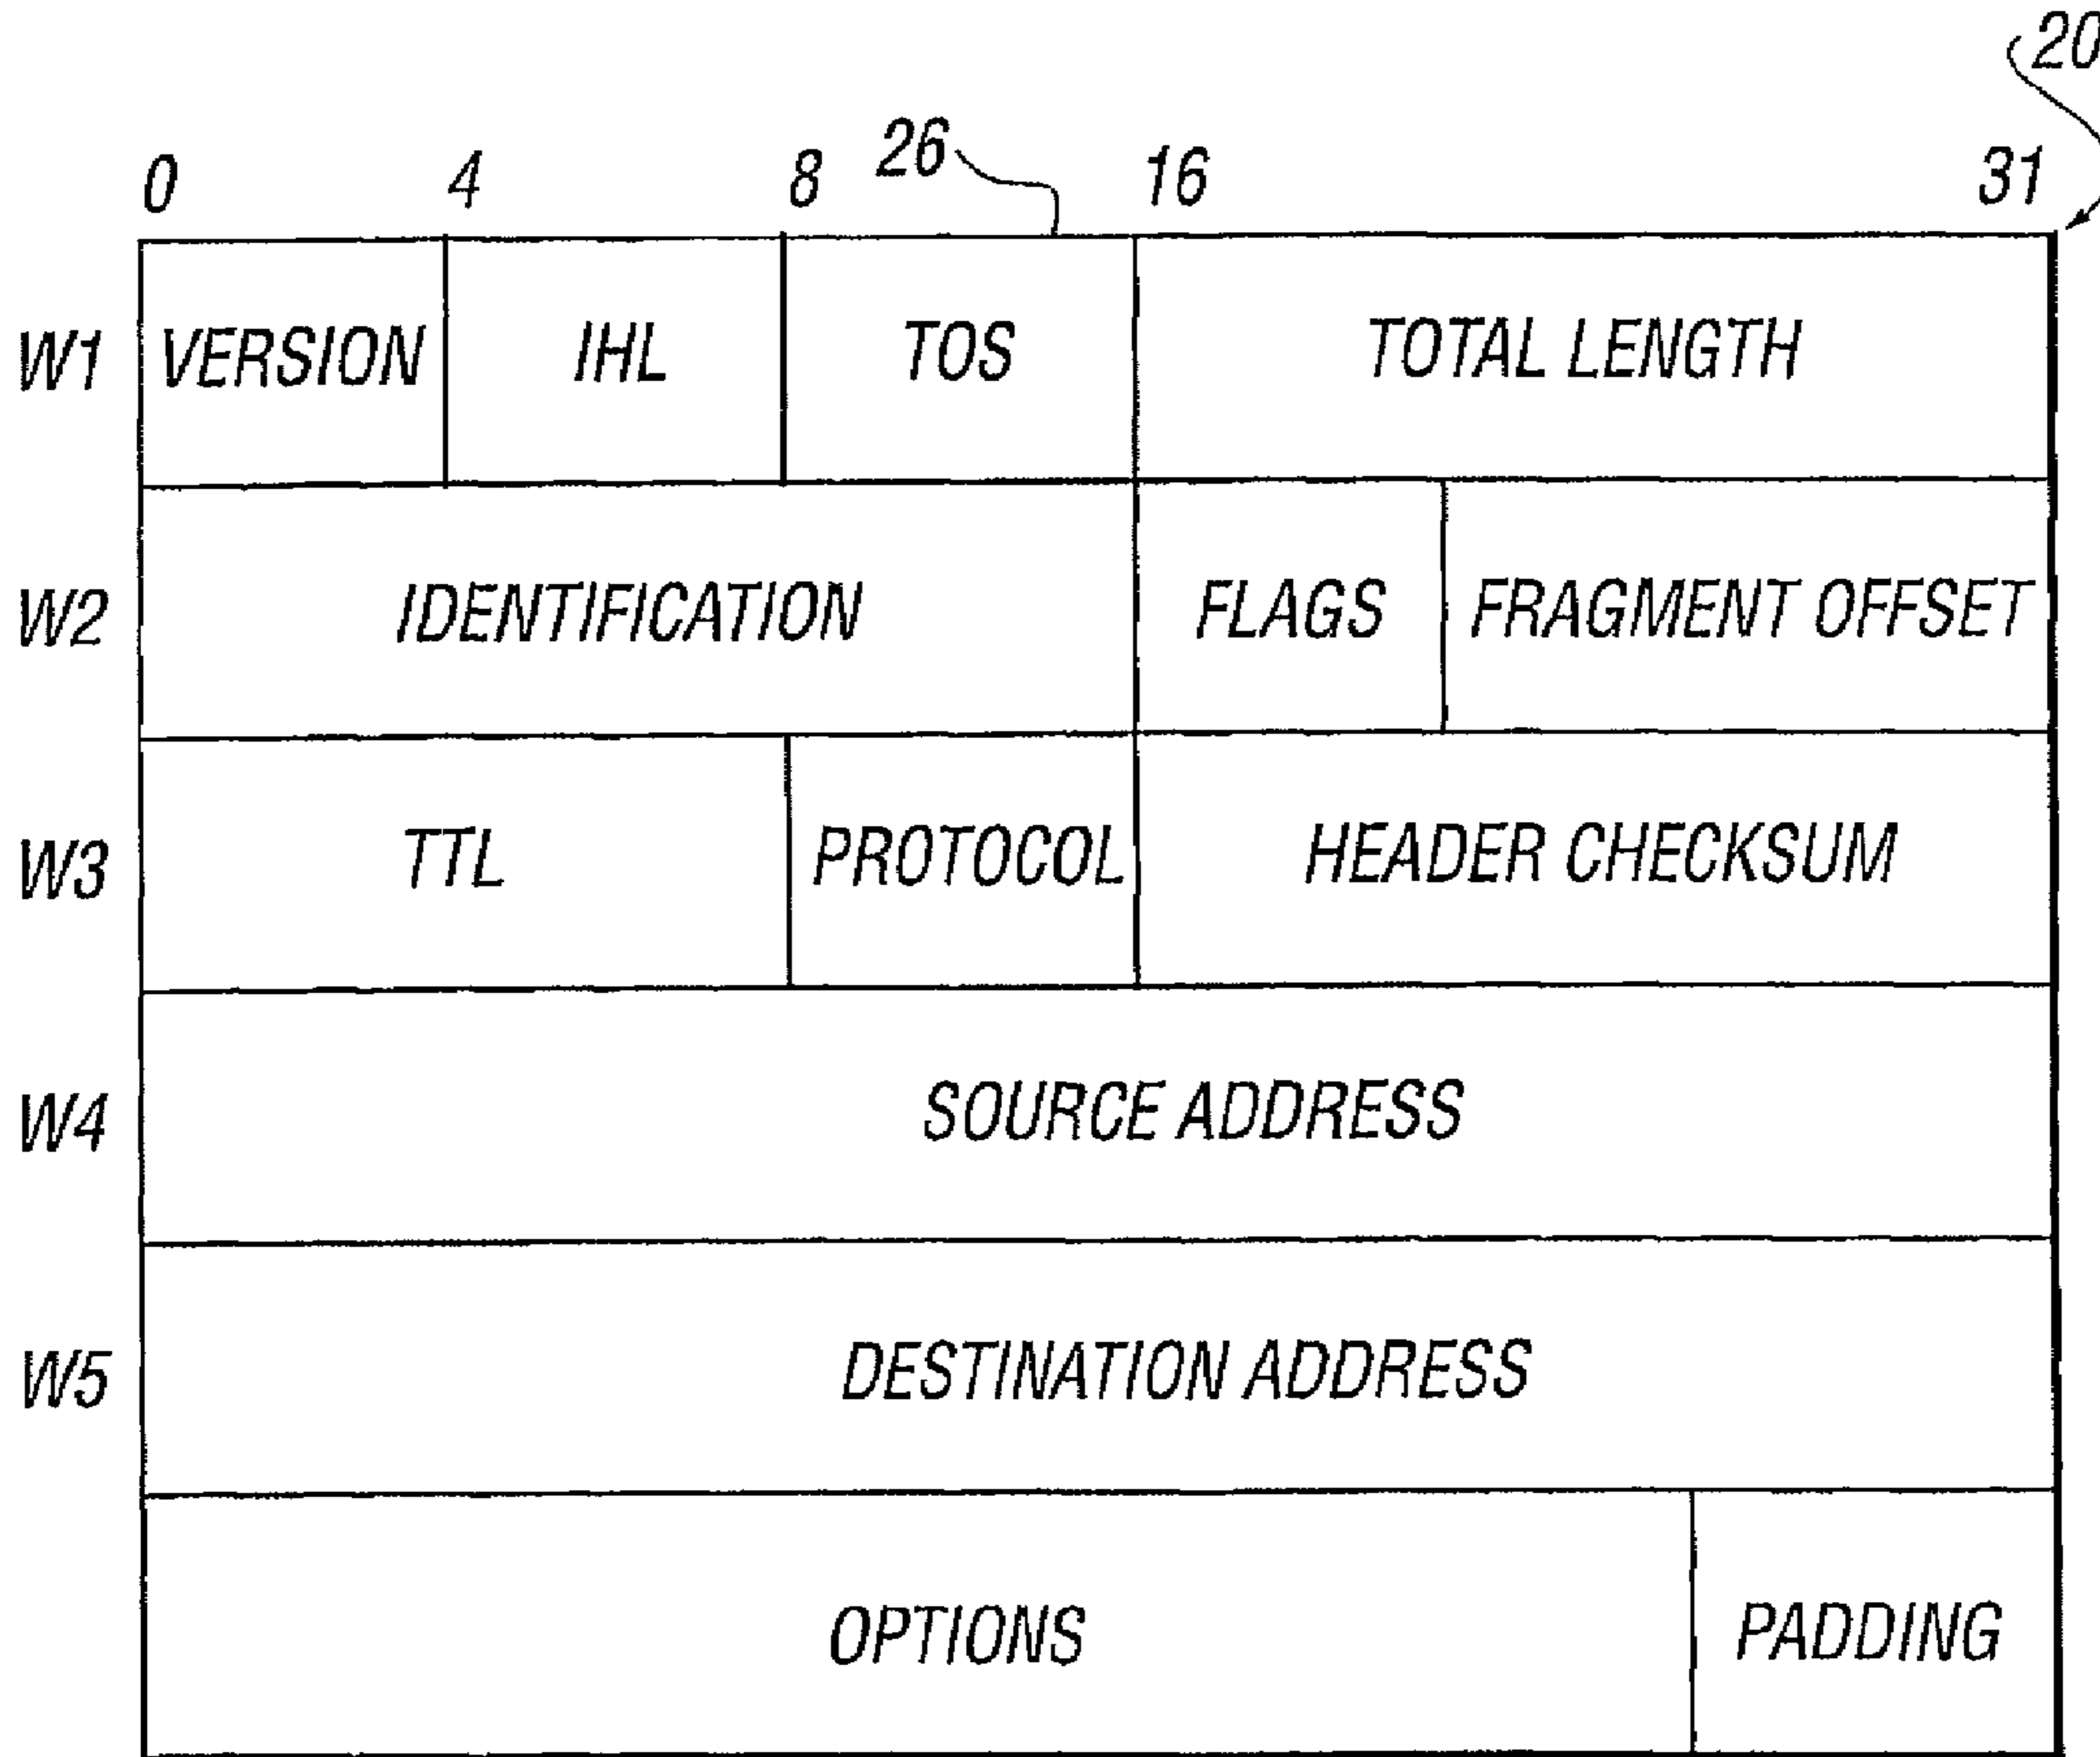 20
0 4 8 26 16 31
W1 VERSION IHL TOS TOTAL LENGTH
W2 IDENTIFICATION FLAGS FRAGMENT OFFSET
W3 TTL PROTOCOL HEADER CHECKSUM
W4 SOURCE ADDRESS
W5 DESTINATION ADDRESS
OPTIONS PADDING